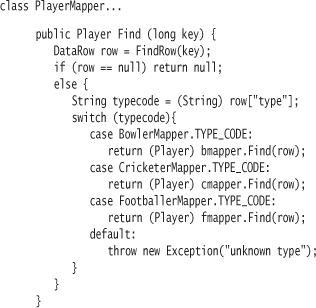 class PlayerMapper...
public Player Find (long key) {
DataRow row = FindRow(key);
if (row == null) return null;
else {
String typecode = (String) row["type"];
switch (typecode){
case BowlerMapper.TYPE_CODE:
return (Player) bmapper.Find(row);
case CricketerMapper.TYPE_CODE:
return (Player) cmapper.Find(row);
case FootballerMapper.TYPE_CODE:
return (Player) fmapper.Find(row);
default:
throw new Exception("unknown type");
}
}
}